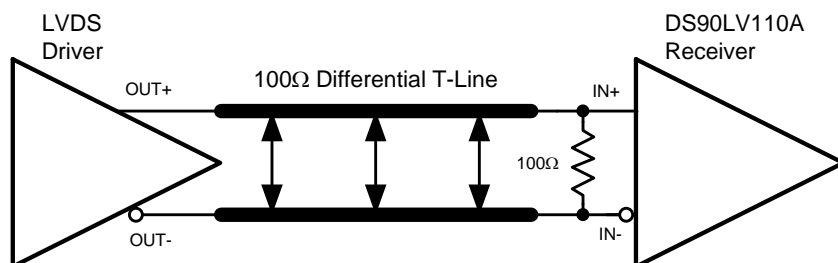 LVDS
Driver
DS90LV110A
Receiver
OUT+
100Ω Differential T-Line
IN+
100Ω
OUT-
IN-